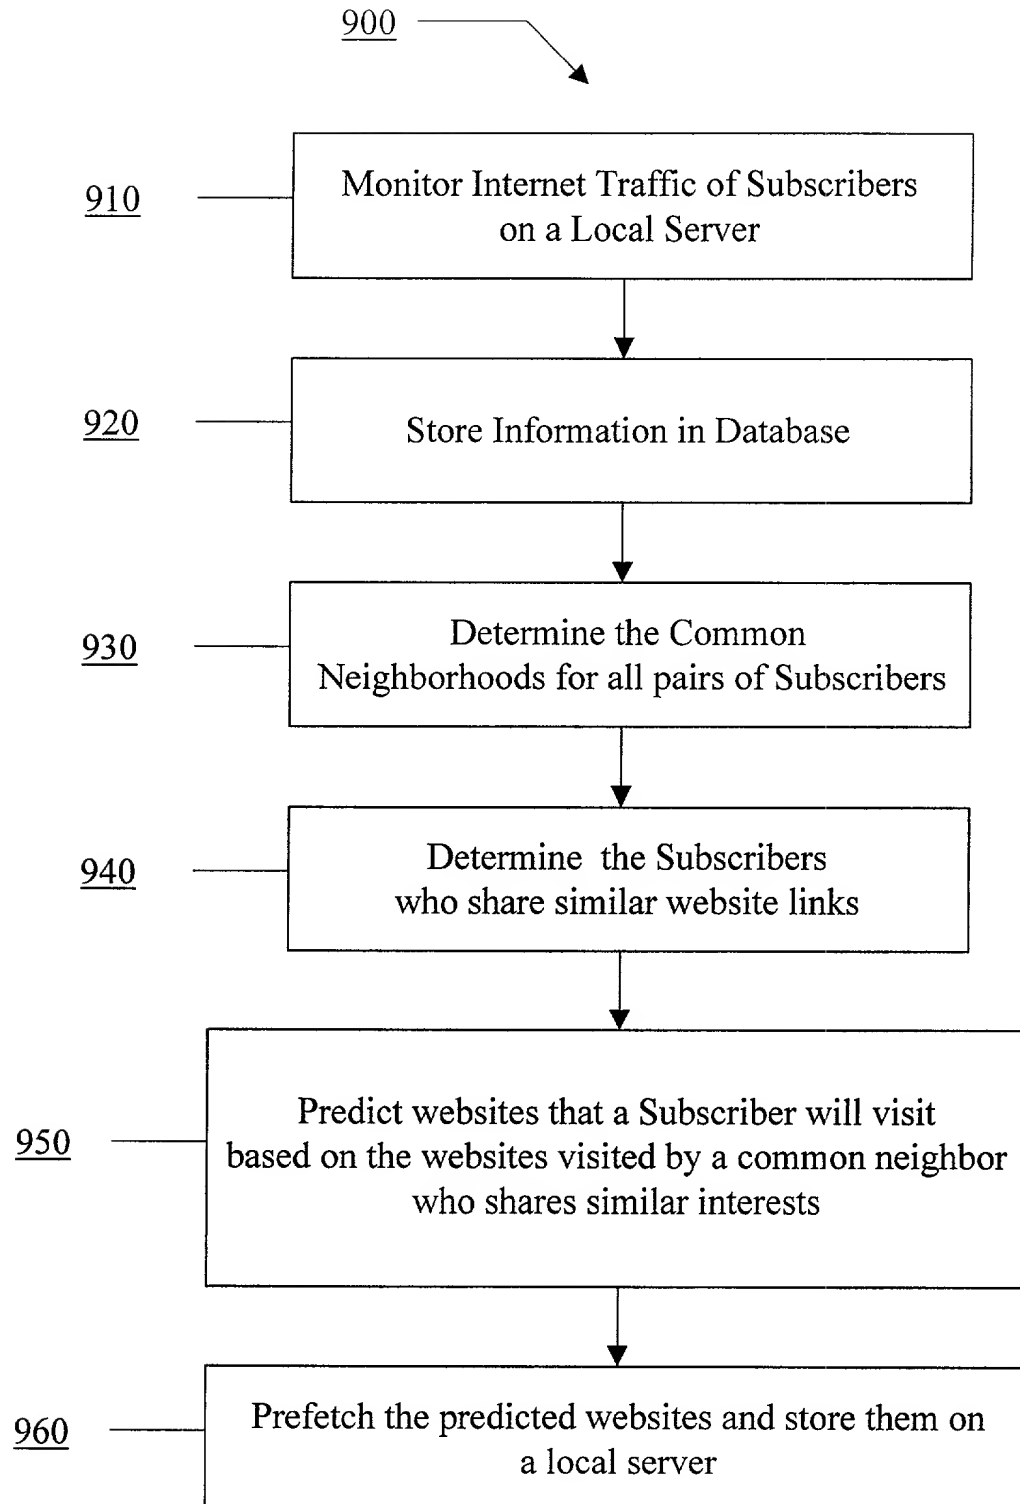 900
910
Monitor Internet Traffic of Subscribers
on a Local Server
920
Store Information in Database
930
Determine the Common
Neighborhoods for all pairs of Subscribers
940
Determine the Subscribers
who share similar website links
950
Predict websites that a Subscriber will visit
based on the websites visited by a common neighbor
who shares similar interests
960
Prefetch the predicted websites and store them on
a local server